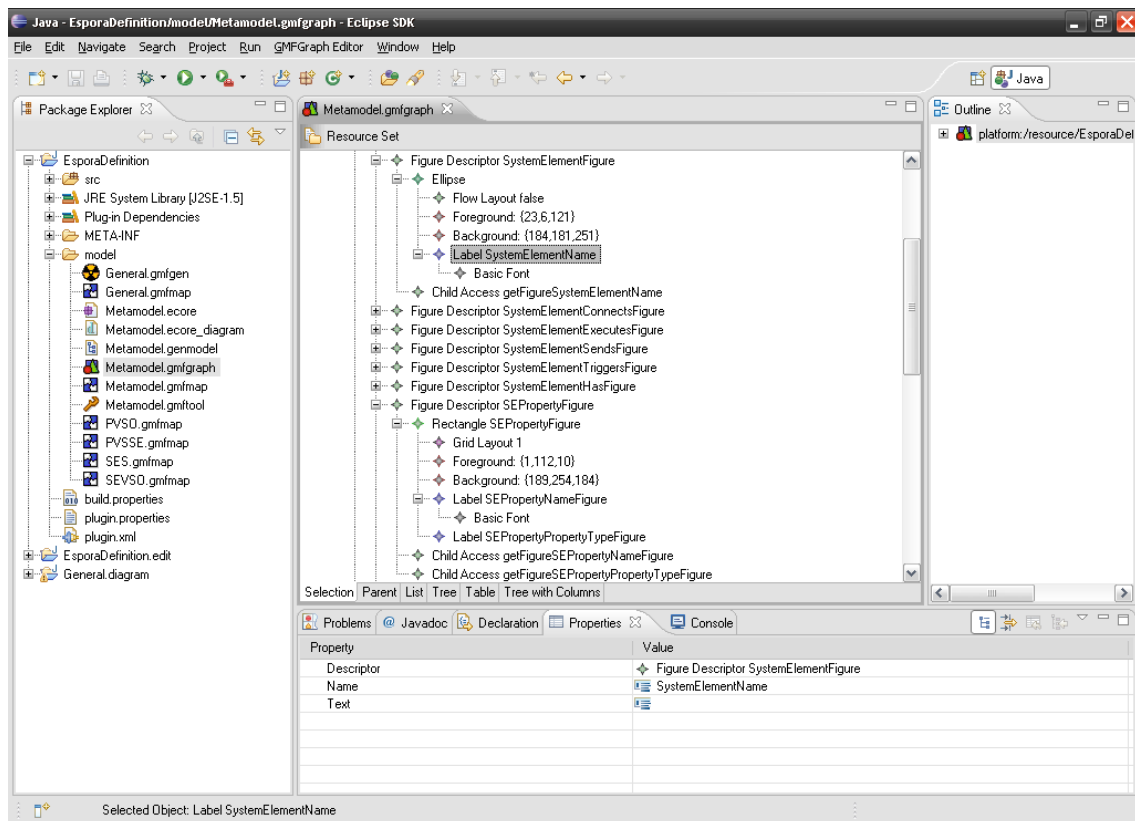 Java - EsporaDefinition/model/Metamodel.gmfgraph - Eclipse SDK
File Edit Navigate Search Project Run GMFGraph Editor Window Help
Java
Package Explorer
EsporaDefinition
src
JRE System Library [J2SE-1.5]
Plug-in Dependencies
META-INF
model
General.gmfgen
General.gmfmap
Metamodel.ecore
Metamodel.ecore_diagram
Metamodel.genmodel
Metamodel.gmfgraph
Metamodel.gmfmap
Metamodel.gmftool
PVSO.gmfmap
PVSSE.gmfmap
SES.gmfmap
SEVSO.gmfmap
build.properties
plugin.properties
plugin.xml
EsporaDefinition.edit
General.diagram
Metamodel.gmfgraph
Resource Set
Figure Descriptor SystemElementFigure
Ellipse
Flow Layout false
Foreground: {23,6,121}
Background: {184,181,251}
Label SystemElementName
Basic Font
Child Access getFigureSystemElementName
Figure Descriptor SystemElementConnectsFigure
Figure Descriptor SystemElementExecutesFigure
Figure Descriptor SystemElementSendsFigure
Figure Descriptor SystemElementTriggersFigure
Figure Descriptor SystemElementHasFigure
Figure Descriptor SEPropertyFigure
Rectangle SEPropertyFigure
Grid Layout 1
Foreground: {1,112,10}
Background: {189,254,184}
Label SEPropertyNameFigure
Basic Font
Label SEPropertyPropertyTypeFigure
Child Access getFigureSEPropertyNameFigure
Child Access getFigureSEPropertyPropertyTypeFigure
Selection Parent List Tree Table Tree with Columns
Outline
platform:/resource/EsporaDef
Problems @ Javadoc Declaration Properties Console
Property Value
Descriptor Figure Descriptor SystemElementFigure
Name SystemElementName
Text
Selected Object: Label SystemElementName